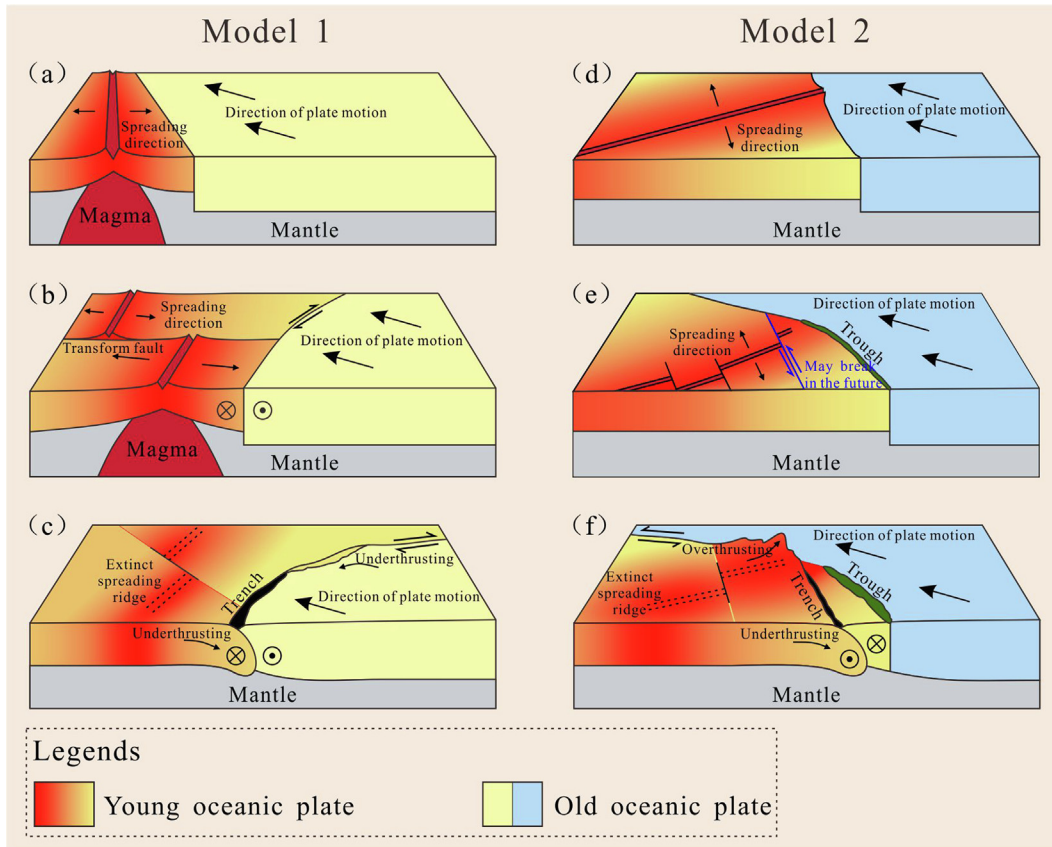 Model 1
Model 2
(a)
Direction of plate motion
Spreading
direction
Magma
Mantle
(d)
Direction of plate motion
Spreading
direction
Mantle
(b)
Spreading
direction
Transform fault
Direction of plate motion
Magma
Mantle
(e)
Direction of plate motion
Spreading
direction
Trough
May break
in the future
Mantle
(c)
Extinct
spreading
ridge
Trench
Underthrusting
Direction of plate motion
Underthrusting
Mantle
(f)
Direction of plate motion
Overthrusting
Extinct
spreading
ridge
Trough
Trench
Underthrusting
Mantle
Legends
Young oceanic plate
Old oceanic plate